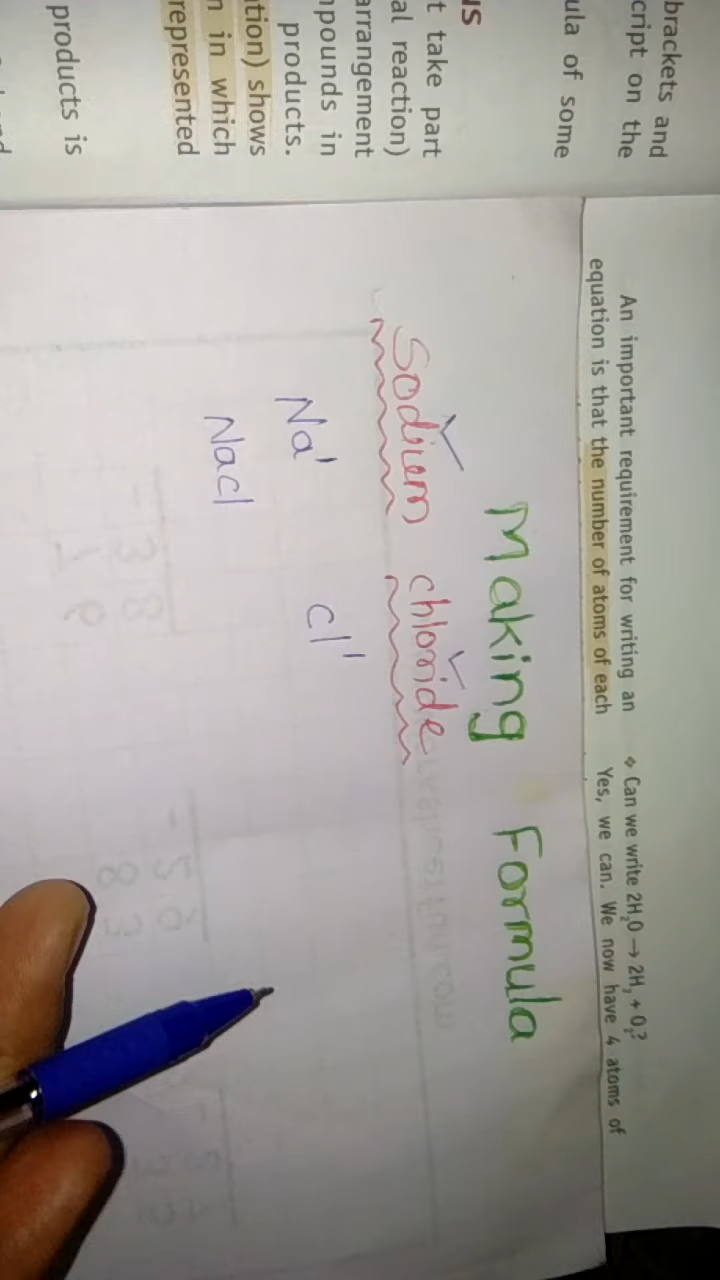 brackets and
cript on the
ula of some
t take part
al reaction)
arrangement
pounds in
products.
tion) shows
n in which
represented
products is
An important requirement for writing an
equation is that the number of atoms of each
❖ Can we write 2H₂O → 2H₂ + O₂?
Yes, we can. We now have 4 atoms of
Making Formula
Sodium chloride
Na¹ cl¹
Nacl